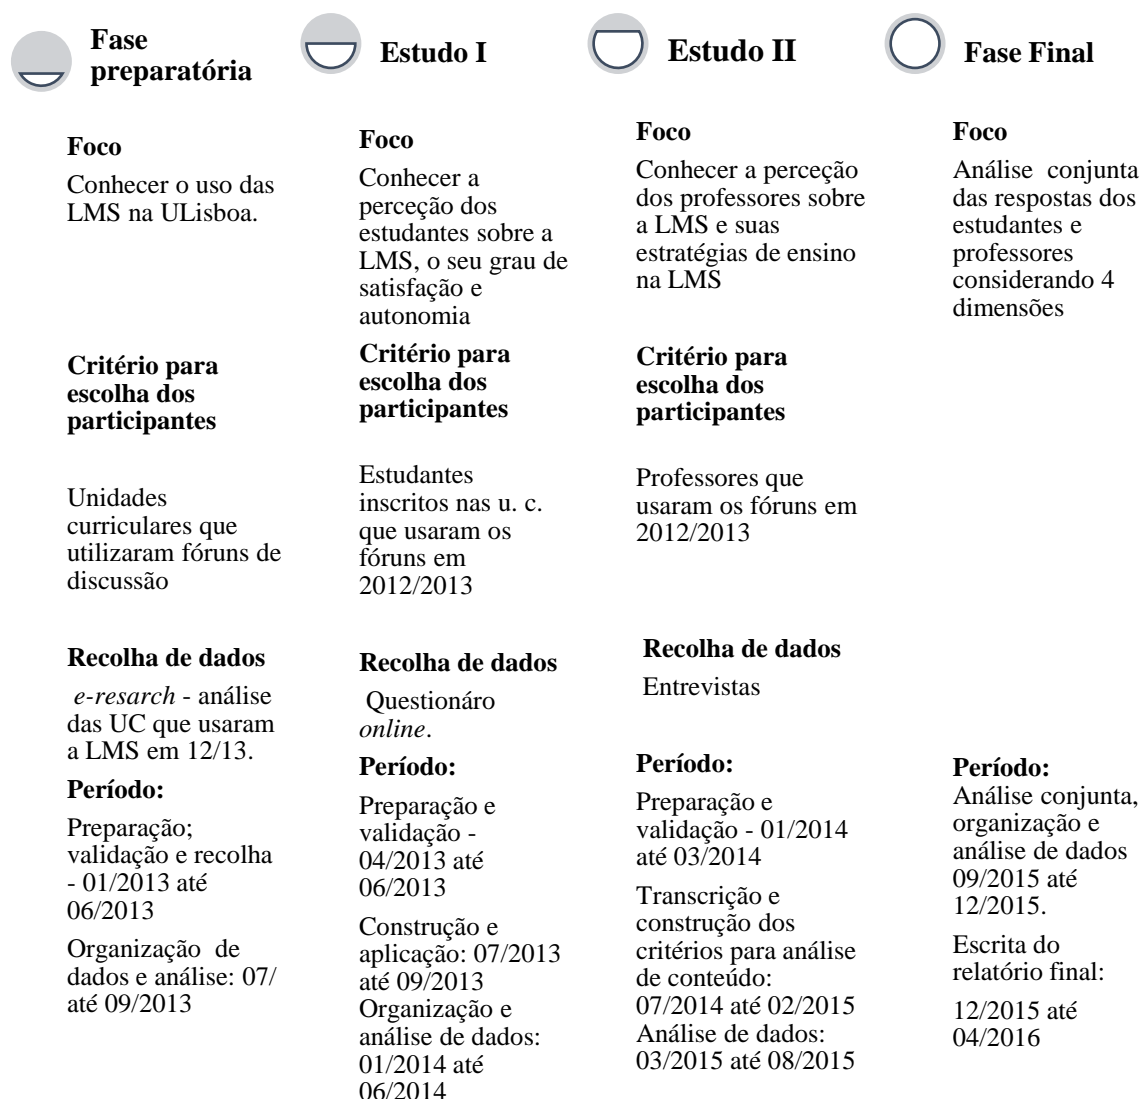 Fase
preparatória
Foco
Conhecer o uso das
LMS na ULisboa.
Critério para
escolha dos
participantes
Unidades
curriculares que
utilizaram fóruns de
discussão
Recolha de dados
e-resarch - análise
das UC que usaram
a LMS em 12/13.
Período:
Preparação;
validação e recolha
- 01/2013 até
06/2013
Organização de
dados e análise: 07/
até 09/2013
Estudo I
Foco
Conhecer a
perceção dos
estudantes sobre a
LMS, o seu grau de
satisfação e
autonomia
Critério para
escolha dos
participantes
Estudantes
inscritos nas u. c.
que usaram os
fóruns em
2012/2013
Recolha de dados
Questionáro
online.
Período:
Preparação e
validação -
04/2013 até
06/2013
Construção e
aplicação: 07/2013
até 09/2013
Organização e
análise de dados:
01/2014 até
06/2014
Estudo II
Foco
Conhecer a perceção
dos professores sobre
a LMS e suas
estratégias de ensino
na LMS
Critério para
escolha dos
participantes
Professores que
usaram os fóruns em
2012/2013
Recolha de dados
Entrevistas
Período:
Preparação e
validação - 01/2014
até 03/2014
Transcrição e
construção dos
critérios para análise
de conteúdo:
07/2014 até 02/2015
Análise de dados:
03/2015 até 08/2015
Fase Final
Foco
Análise conjunta
das respostas dos
estudantes e
professores
considerando 4
dimensões
Período:
Análise conjunta,
organização e
análise de dados
09/2015 até
12/2015.
Escrita do
relatório final:
12/2015 até
04/2016